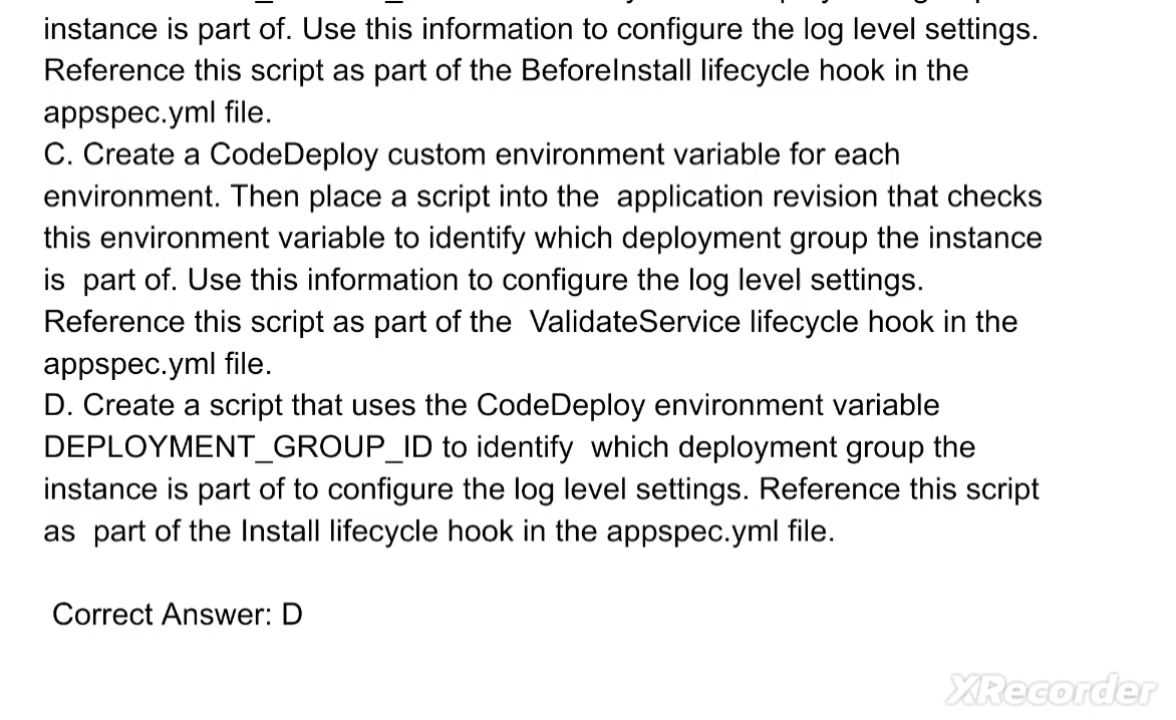 instance is part of. Use this information to configure the log level settings.
Reference this script as part of the BeforeInstall lifecycle hook in the
appspec.yml file.
C. Create a CodeDeploy custom environment variable for each
environment. Then place a script into the application revision that checks
this environment variable to identify which deployment group the instance
is part of. Use this information to configure the log level settings.
Reference this script as part of the ValidateService lifecycle hook in the
appspec.yml file.
D. Create a script that uses the CodeDeploy environment variable
DEPLOYMENT_GROUP_ID to identify which deployment group the
instance is part of to configure the log level settings. Reference this script
as part of the Install lifecycle hook in the appspec.yml file.
Correct Answer: D
XRecorder